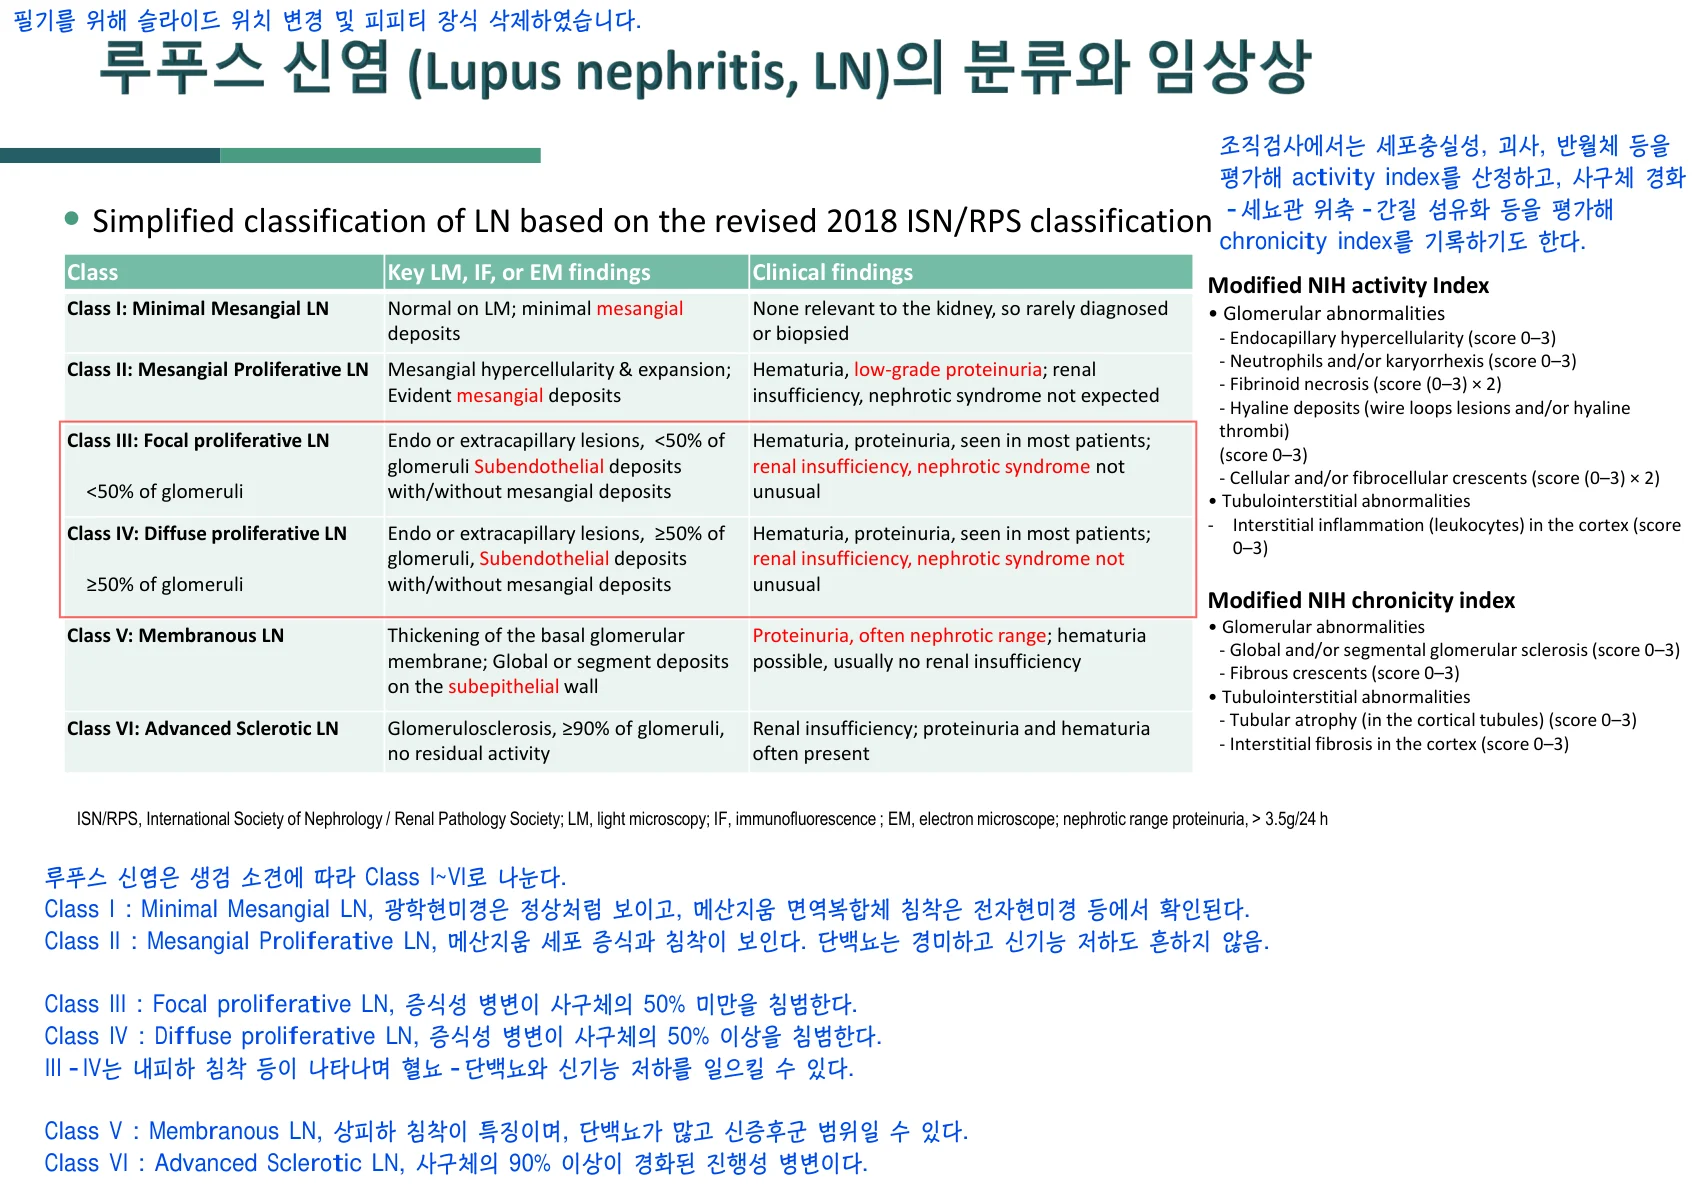 필기를 위해 슬라이드 위치 변경 및 피피티 장식 삭제하였습니다.
루푸스 신염 (Lupus nephritis, LN)의 분류와 임상상
조직검사에서는 세포충실성, 괴사, 반월체 등을
평가해 activity index를 산정하고, 사구체 경화
-세뇨관 위축-간질 섬유화 등을 평가해
chronicity index를 기록하기도 한다.
• Simplified classification of LN based on the revised 2018 ISN/RPS classification
Class
Key LM, IF, or EM findings
Clinical findings
Class I: Minimal Mesangial LN
Normal on LM; minimal mesangial
deposits
None relevant to the kidney, so rarely diagnosed
or biopsied
Class II: Mesangial Proliferative LN
Mesangial hypercellularity & expansion;
Evident mesangial deposits
Hematuria, low-grade proteinuria; renal
insufficiency, nephrotic syndrome not expected
Class III: Focal proliferative LN
<50% of glomeruli
Endo or extracapillary lesions, <50% of
glomeruli Subendothelial deposits
with/without mesangial deposits
Hematuria, proteinuria, seen in most patients;
renal insufficiency, nephrotic syndrome not
unusual
Class IV: Diffuse proliferative LN
≥50% of glomeruli
Endo or extracapillary lesions, ≥50% of
glomeruli, Subendothelial deposits
with/without mesangial deposits
Hematuria, proteinuria, seen in most patients;
renal insufficiency, nephrotic syndrome not
unusual
Class V: Membranous LN
Thickening of the basal glomerular
membrane; Global or segment deposits
on the subepithelial wall
Proteinuria, often nephrotic range; hematuria
possible, usually no renal insufficiency
Class VI: Advanced Sclerotic LN
Glomerulosclerosis, ≥90% of glomeruli,
no residual activity
Renal insufficiency; proteinuria and hematuria
often present
Modified NIH activity Index
• Glomerular abnormalities
- Endocapillary hypercellularity (score 0–3)
- Neutrophils and/or karyorrhexis (score 0–3)
- Fibrinoid necrosis (score (0–3) × 2)
- Hyaline deposits (wire loops lesions and/or hyaline
thrombi)
(score 0–3)
- Cellular and/or fibrocellular crescents (score (0–3) × 2)
• Tubulointerstitial abnormalities
- Interstitial inflammation (leukocytes) in the cortex (score
0–3)
Modified NIH chronicity index
• Glomerular abnormalities
- Global and/or segmental glomerular sclerosis (score 0–3)
- Fibrous crescents (score 0–3)
• Tubulointerstitial abnormalities
- Tubular atrophy (in the cortical tubules) (score 0–3)
- Interstitial fibrosis in the cortex (score 0–3)
ISN/RPS, International Society of Nephrology / Renal Pathology Society; LM, light microscopy; IF, immunofluorescence ; EM, electron microscope; nephrotic range proteinuria, > 3.5g/24 h
루푸스 신염은 생검 소견에 따라 Class I~VI로 나눈다.
Class I : Minimal Mesangial LN, 광학현미경은 정상처럼 보이고, 메산지움 면역복합체 침착은 전자현미경 등에서 확인된다.
Class II : Mesangial Proliferative LN, 메산지움 세포 증식과 침착이 보인다. 단백뇨는 경미하고 신기능 저하도 흔하지 않음.
Class III : Focal proliferative LN, 증식성 병변이 사구체의 50% 미만을 침범한다.
Class IV : Diffuse proliferative LN, 증식성 병변이 사구체의 50% 이상을 침범한다.
III-IV는 내피하 침착 등이 나타나며 혈뇨-단백뇨와 신기능 저하를 일으킬 수 있다.
Class V : Membranous LN, 상피하 침착이 특징이며, 단백뇨가 많고 신증후군 범위일 수 있다.
Class VI : Advanced Sclerotic LN, 사구체의 90% 이상이 경화된 진행성 병변이다.